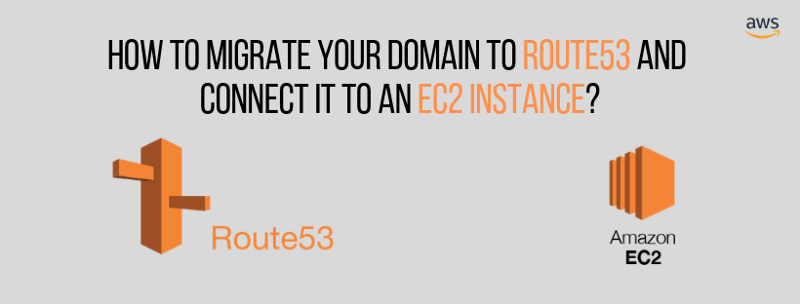 aws
HOW TO MIGRATE YOUR DOMAIN TO ROUTE53 AND
CONNECT IT TO AN EC2 INSTANCE?
Route53
Amazon
EC2